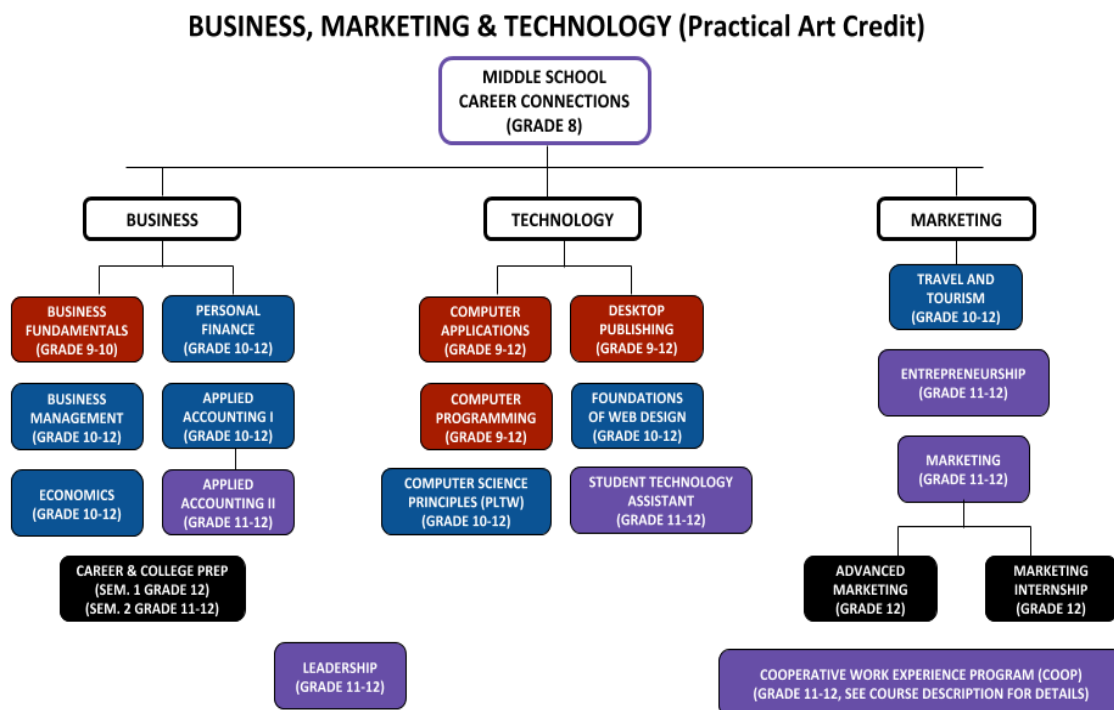 BUSINESS, MARKETING & TECHNOLOGY (Practical Art Credit)
MIDDLE SCHOOL
CAREER CONNECTIONS
(GRADE 8)
BUSINESS
TECHNOLOGY
MARKETING
BUSINESS
FUNDAMENTALS
(GRADE 9-10)
PERSONAL
FINANCE
(GRADE 10-12)
BUSINESS
MANAGEMENT
(GRADE 10-12)
APPLIED
ACCOUNTING I
(GRADE 10-12)
ECONOMICS
(GRADE 10-12)
APPLIED
ACCOUNTING II
(GRADE 11-12)
CAREER & COLLEGE PREP
(SEM. 1 GRADE 12)
(SEM. 2 GRADE 11-12)
COMPUTER
APPLICATIONS
(GRADE 9-12)
DESKTOP
PUBLISHING
(GRADE 9-12)
COMPUTER
PROGRAMMING
(GRADE 9-12)
FOUNDATIONS
OF WEB DESIGN
(GRADE 10-12)
COMPUTER SCIENCE
PRINCIPLES (PLTW)
(GRADE 10-12)
STUDENT TECHNOLOGY
ASSISTANT
(GRADE 11-12)
TRAVEL AND
TOURISM
(GRADE 10-12)
ENTREPRENEURSHIP
(GRADE 11-12)
MARKETING
(GRADE 11-12)
ADVANCED
MARKETING
(GRADE 12)
MARKETING
INTERNSHIP
(GRADE 12)
LEADERSHIP
(GRADE 11-12)
COOPERATIVE WORK EXPERIENCE PROGRAM (COOP)
(GRADE 11-12, SEE COURSE DESCRIPTION FOR DETAILS)